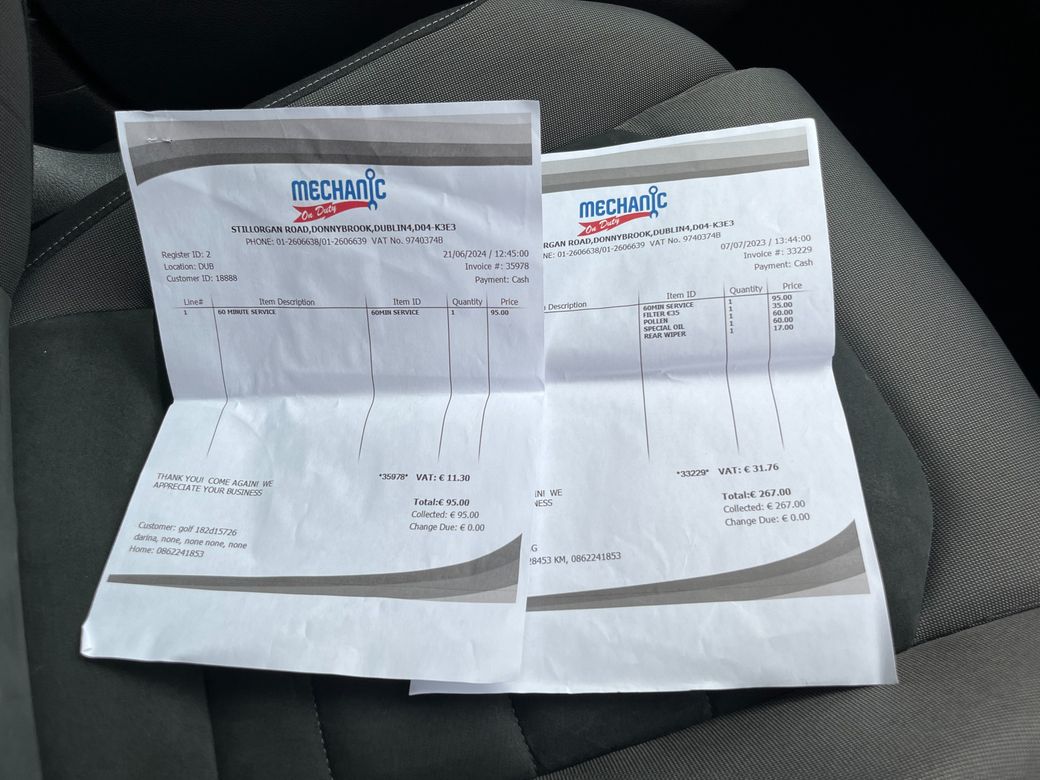 MECHANIC
On Duty
STILLORGAN ROAD,DONNYBROOK,DUBLIN4,D04-K3E3
PHONE: 01-2606638/01-2606639 VAT No. 9740374B
Register ID: 2 21/06/2024 / 12:45:00
Location: DUB Invoice #: 35978
Customer ID: 18888 Payment: Cash
Line# Item Description Item ID Quantity Price
1 60 MINUTE SERVICE 60MIN SERVICE 1 95.00
THANK YOU! COME AGAIN! WE
APPRECIATE YOUR BUSINESS
*35978* VAT: € 11.30
Total:€ 95.00
Collected: € 95.00
Change Due: € 0.00
Customer: golf 182d15726
darina, none, none none, none
Home: 0862241853
MECHANIC
On Duty
ORGAN ROAD,DONNYBROOK,DUBLIN4,D04-K3E3
NE: 01-2606638/01-2606639 VAT No. 9740374B
07/07/2023 / 13:44:00
Invoice #: 33229
Payment: Cash
Description Item ID Quantity Price
60MIN SERVICE 1 95.00
FILTER €35 1 35.00
POLLEN 1 60.00
SPECIAL OIL 1 60.00
REAR WIPER 1 17.00
*33229* VAT: € 31.76
IN! WE
NESS
Total:€ 267.00
Collected: € 267.00
Change Due: € 0.00
G
8453 KM, 0862241853